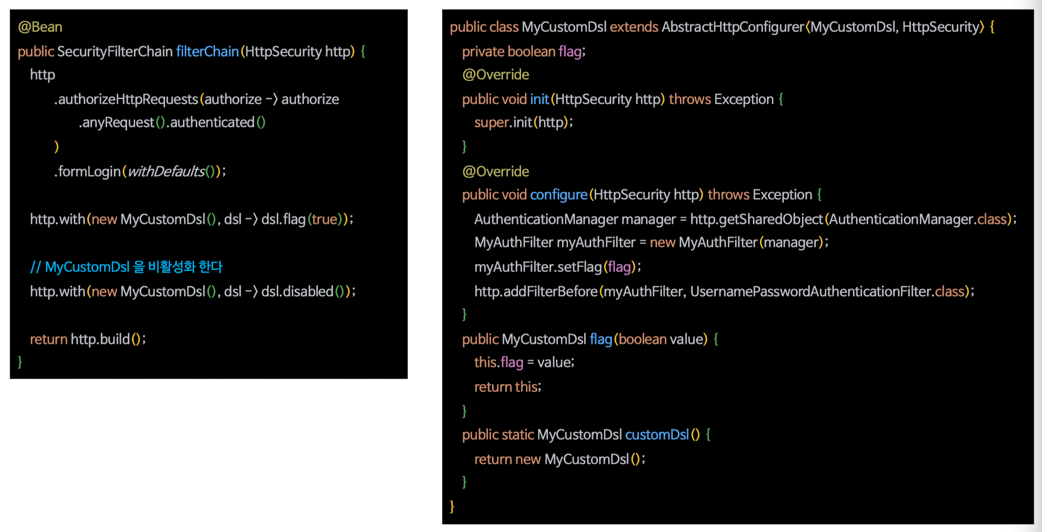 @Bean
public SecurityFilterChain filterChain(HttpSecurity http) {
http
.authorizeHttpRequests(authorize -> authorize
.anyRequest().authenticated()
)
.formLogin(withDefaults());
http.with(new MyCustomDsl(), dsl -> dsl.flag(true));
// MyCustomDsl 을 비활성화 한다
http.with(new MyCustomDsl(), dsl -> dsl.disabled());
return http.build();
}
public class MyCustomDsl extends AbstractHttpConfigurer<MyCustomDsl, HttpSecurity> {
private boolean flag;
@Override
public void init(HttpSecurity http) throws Exception {
super.init(http);
}
@Override
public void configure(HttpSecurity http) throws Exception {
AuthenticationManager manager = http.getSharedObject(AuthenticationManager.class);
MyAuthFilter myAuthFilter = new MyAuthFilter(manager);
myAuthFilter.setFlag(flag);
http.addFilterBefore(myAuthFilter, UsernamePasswordAuthenticationFilter.class);
}
public MyCustomDsl flag(boolean value) {
this.flag = value;
return this;
}
public static MyCustomDsl customDsl() {
return new MyCustomDsl();
}
}